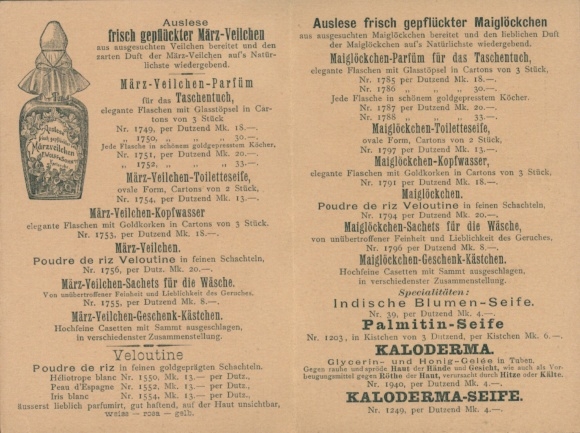 Auslese
frisch gepflückter März-Veilchen
aus ausgesuchten Veilchen bereitet und den
zarten Duft der März-Veilchen auf's Natür-
lichste wiedergebend.
März-Veilchen-Parfüm
für das Taschentuch,
elegante Flaschen mit Glasstöpsel in Car-
tons von 3 Stück
Nr. 1749, per Dutzend Mk. 18.—.
„ 1750, „ „ „ 30.—.
Jede Flasche in schönem goldgepressten Köcher,
Nr. 1751, per Dutzend Mk. 20.—.
„ 1752, „ „ „ 33.—.
März-Veilchen-Toiletteseife,
ovale Form, Cartons von 2 Stück,
Nr. 1754, per Dutzend Mk. 13.—.
März-Veilchen-Kopfwasser
elegante Flaschen mit Goldkorken in Cartons von 3 Stück.
Nr. 1753, per Dutzend Mk. 18.—.
März-Veilchen.
Poudre de riz Veloutine in feinen Schachteln,
Nr. 1756, per Dutz. Mk. 20.—.
März-Veilchen-Sachets für die Wäsche.
Von unübertroffener Feinheit und Lieblichkeit des Geruches,
Nr. 1755, per Dutzend Mk. 8.—.
März-Veilchen-Geschenk-Kästchen.
Hochfeine Casetten mit Sammt ausgeschlagen,
in verschiedenster Zusammenstellung.
Veloutine
Poudre de riz in feinen goldgeprägten Schachteln.
Héliotrope blanc Nr. 1550, Mk. 13. — per Dutz.,
Peau d'Espagne Nr. 1552, Mk. 13. — per Dutz.,
Iris blanc Nr. 1554, Mk. 13. — per Dutz.,
äusserst lieblich parfumirt, gut haftend, auf der Haut unsichtbar,
weiss — rosa — gelb.
Märzveilchen
Auslese frisch gepflückter Maiglöckchen
aus ausgesuchten Maiglöckchen bereitet und den lieblichen Duft
der Maiglöckchen auf's Natürlichste wiedergebend.
Maiglöckchen-Parfüm für das Taschentuch,
elegante Flaschen mit Glasstöpsel in Cartons von 3 Stück,
Nr. 1785 per Dutzend Mk. 18.—.
Nr. 1786 „ „ „ 30.—.
Jede Flasche in schönem goldgepresstem Köcher.
Nr. 1787 per Dutzend Mk. 20.—.
Nr. 1788 „ „ „ 33.—.
Maiglöckchen-Toiletteseife,
ovale Form, Cartons von 2 Stück,
Nr. 1797 per Dutzend Mk. 13.—.
Maiglöckchen-Kopfwasser,
elegante Flaschen mit Goldkorken in Cartons von 3 Stück,
Nr. 1791 per Dutzend Mk. 18.—.
Maiglöckchen.
Poudre de riz Veloutine in feinen Schachteln,
Nr. 1794 per Dutzend Mk. 20.—.
Maiglöckchen-Sachets für die Wäsche,
von unübertroffener Feinheit und Lieblichkeit des Geruches,
Nr. 1796 per Dutzend Mk. 8.—.
Maiglöckchen-Geschenk-Kästchen.
Hochfeine Casetten mit Sammt ausgeschlagen,
in verschiedenster Zusammenstellung.
Specialitäten:
Indische Blumen-Seife.
Nr. 39, per Dutzend Mk. 4.—.
Palmitin-Seife
Nr. 1203, in Kistchen von 3 Dutzend, per Kistchen Mk. 6.—.
KALODERMA.
Glycerin- und Honig-Gelée in Tuben.
Gegen rauhe und spröde Haut der Hände und Gesicht, wie auch als Vor-
beugungsmittel gegen Röthe der Haut, verursacht durch Hitze oder Kälte.
Nr. 1940, per Dutzend Mk. 4.—.
KALODERMA-SEIFE.
Nr. 1249, per Dutzend Mk. 4.—.